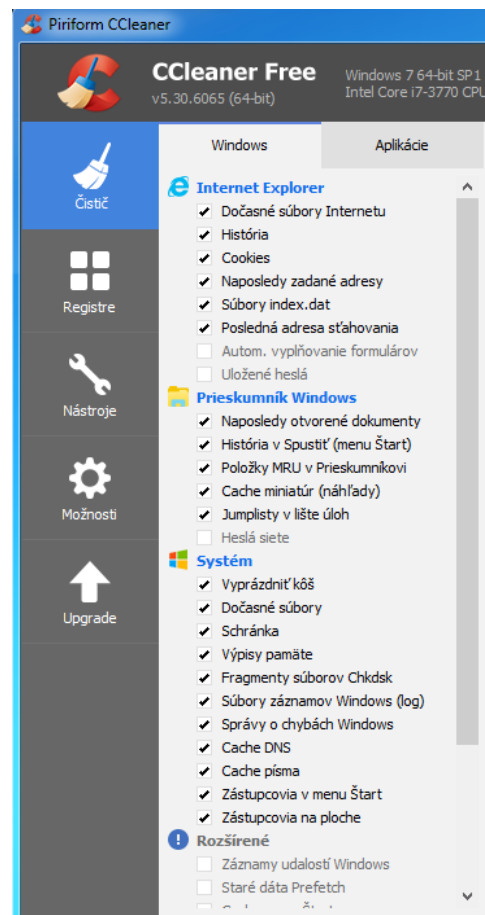 Piriform CCleaner
CCleaner Free
v5.30.6065 (64-bit)
Windows 7 64-bit SP1
Intel Core i7-3770 CPU
Čistič
Registre
Nástroje
Možnosti
Upgrade
Windows
Aplikácie
Internet Explorer
Dočasné súbory Internetu
História
Cookies
Naposledy zadané adresy
Súbory index.dat
Posledná adresa sťahovania
Autom. vyplňovanie formulárov
Uložené heslá
Prieskumník Windows
Naposledy otvorené dokumenty
História v Spustiť (menu Štart)
Položky MRU v Prieskumníkovi
Cache miniatúr (náhľady)
Jumplisty v lište úloh
Heslá siete
Systém
Vyprázdniť kôš
Dočasné súbory
Schránka
Výpisy pamäte
Fragmenty súborov Chkdsk
Súbory záznamov Windows (log)
Správy o chybách Windows
Cache DNS
Cache písma
Zástupcovia v menu Štart
Zástupcovia na ploche
Rozšírené
Záznamy udalostí Windows
Staré dáta Prefetch